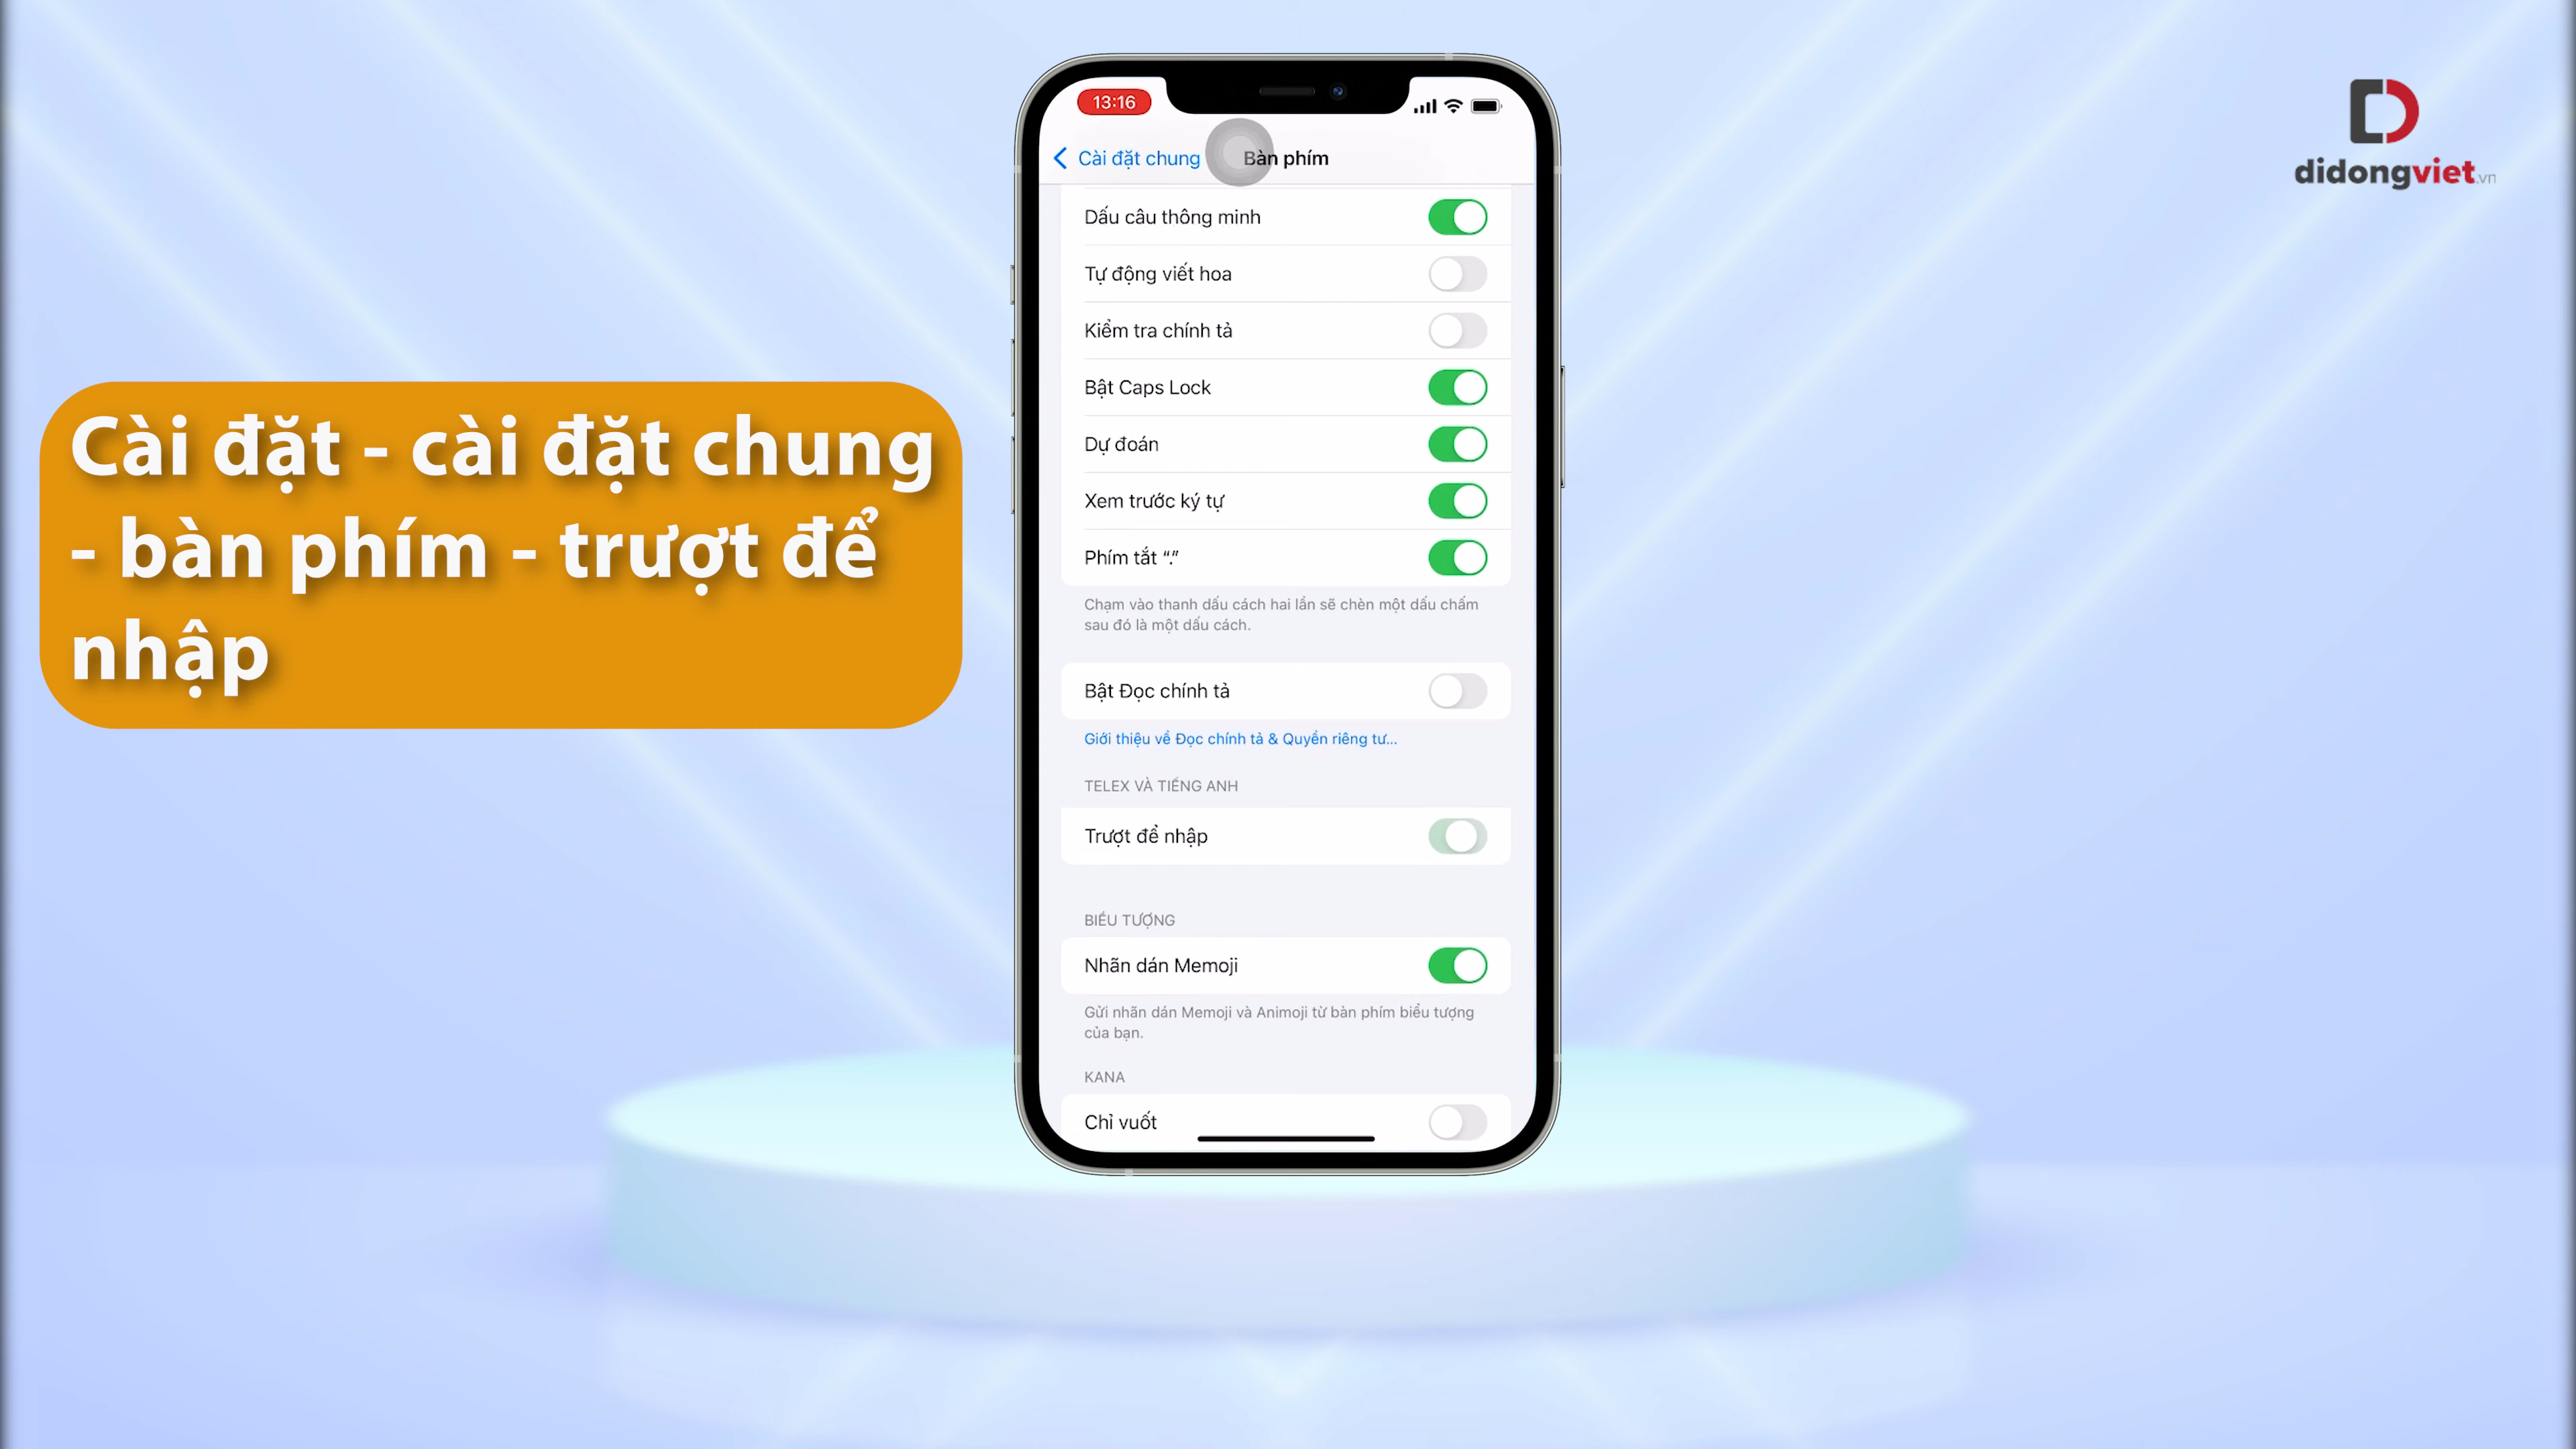 didongviet.vn
Cài đặt - cài đặt chung
- bàn phím - trượt để
nhập
13:16
Cài đặt chung Bàn phím
Dấu câu thông minh
Tự động viết hoa
Kiểm tra chính tả
Bật Caps Lock
Dự đoán
Xem trước ký tự
Phím tắt “.”
Chạm vào thanh dấu cách hai lần sẽ chèn một dấu chấm
sau đó là một dấu cách.
Bật Đọc chính tả
Giới thiệu về Đọc chính tả & Quyền riêng tư...
TELEX VÀ TIẾNG ANH
Trượt để nhập
BIỂU TƯỢNG
Nhãn dán Memoji
Gửi nhãn dán Memoji và Animoji từ bàn phím biểu tượng
của bạn.
KANA
Chỉ vuốt